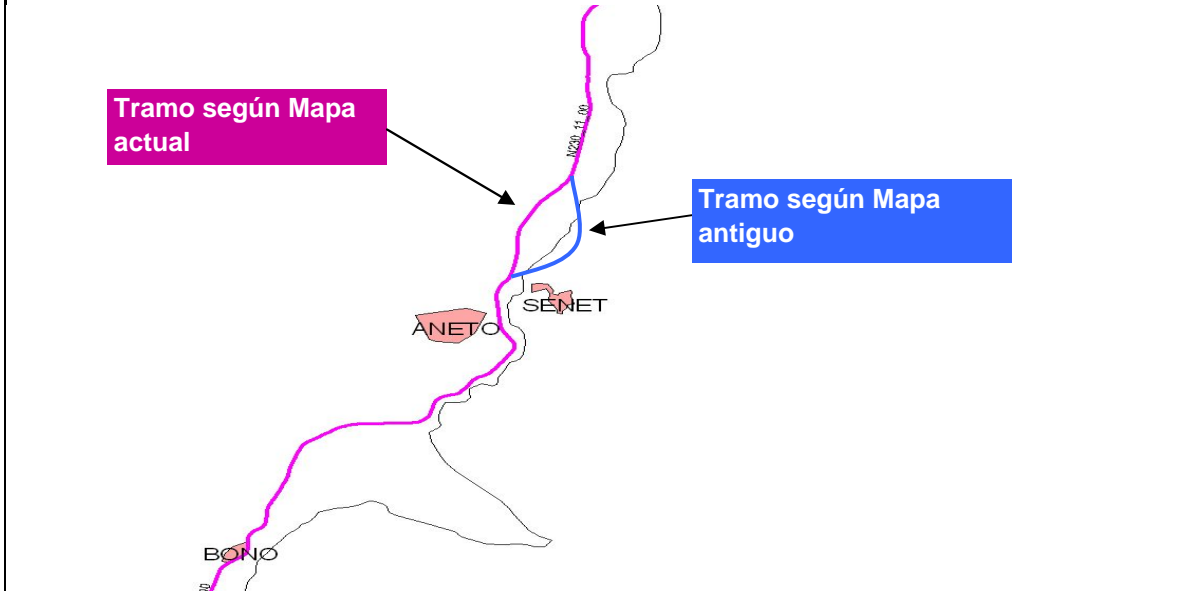 Tramo según Mapa
actual
N230_11_00
Tramo según Mapa
antiguo
SENET
ANETO
BONO